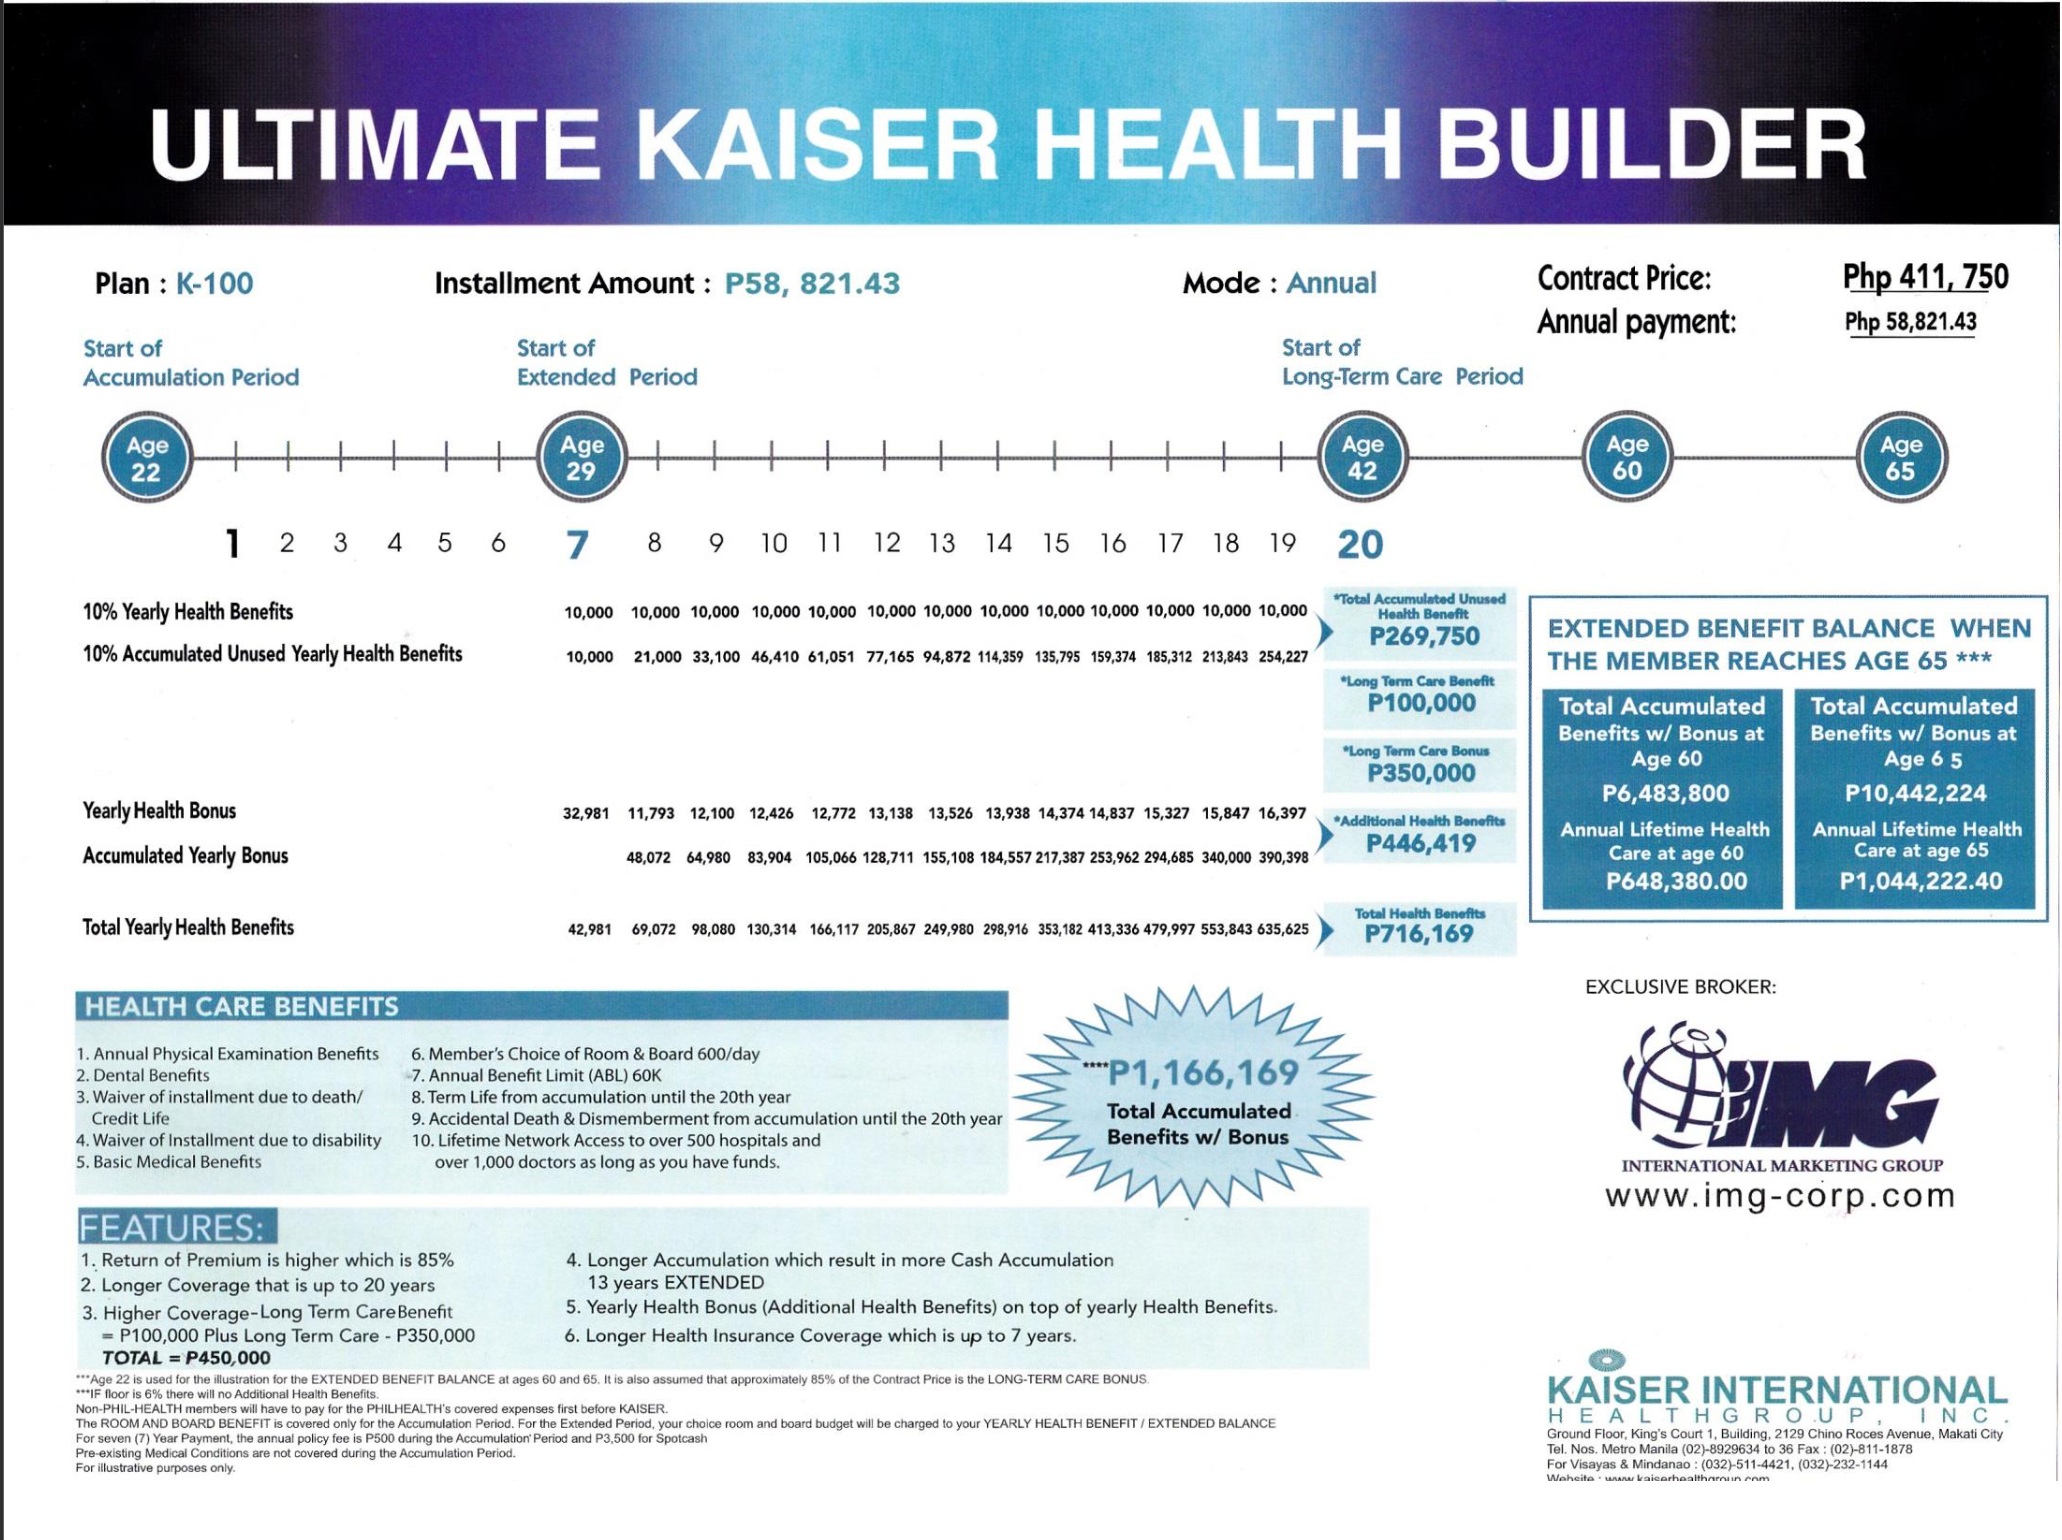 ULTIMATE KAISER HEALTH BUILDER
Plan : K-100
Installment Amount : P58, 821.43
Mode : Annual
Contract Price: Php 411, 750
Annual payment: Php 58,821.43
Start of
Accumulation Period
Start of
Extended Period
Start of
Long-Term Care Period
Age
22
Age
29
Age
42
Age
60
Age
65
1 2 3 4 5 6 7 8 9 10 11 12 13 14 15 16 17 18 19 20
10% Yearly Health Benefits 10,000 10,000 10,000 10,000 10,000 10,000 10,000 10,000 10,000 10,000 10,000 10,000 10,000
10% Accumulated Unused Yearly Health Benefits 10,000 21,000 33,100 46,410 61,051 77,165 94,872 114,359 135,795 159,374 185,312 213,843 254,227
*Total Accumulated Unused
Health Benefit
P269,750
*Long Term Care Benefit
P100,000
*Long Term Care Bonus
P350,000
Yearly Health Bonus 32,981 11,793 12,100 12,426 12,772 13,138 13,526 13,938 14,374 14,837 15,327 15,847 16,397
Accumulated Yearly Bonus 48,072 64,980 83,904 105,066 128,711 155,108 184,557 217,387 253,962 294,685 340,000 390,398
*Additional Health Benefits
P446,419
Total Yearly Health Benefits 42,981 69,072 98,080 130,314 166,117 205,867 249,980 298,916 353,182 413,336 479,997 553,843 635,625
Total Health Benefits
P716,169
EXTENDED BENEFIT BALANCE WHEN
THE MEMBER REACHES AGE 65 ***
Total Accumulated
Benefits w/ Bonus at
Age 60
P6,483,800
Annual Lifetime Health
Care at age 60
P648,380.00
Total Accumulated
Benefits w/ Bonus at
Age 6 5
P10,442,224
Annual Lifetime Health
Care at age 65
P1,044,222.40
HEALTH CARE BENEFITS
1. Annual Physical Examination Benefits
2. Dental Benefits
3. Waiver of installment due to death/
Credit Life
4. Waiver of Installment due to disability
5. Basic Medical Benefits
6. Member's Choice of Room & Board 600/day
7. Annual Benefit Limit (ABL) 60K
8. Term Life from accumulation until the 20th year
9. Accidental Death & Dismemberment from accumulation until the 20th year
10. Lifetime Network Access to over 500 hospitals and
over 1,000 doctors as long as you have funds.
****P1,166,169
Total Accumulated
Benefits w/ Bonus
EXCLUSIVE BROKER:
IMG
INTERNATIONAL MARKETING GROUP
www.img-corp.com
FEATURES:
1. Return of Premium is higher which is 85%
2. Longer Coverage that is up to 20 years
3. Higher Coverage-Long Term Care Benefit
= P100,000 Plus Long Term Care - P350,000
TOTAL = P450,000
4. Longer Accumulation which result in more Cash Accumulation
13 years EXTENDED
5. Yearly Health Bonus (Additional Health Benefits) on top of yearly Health Benefits.
6. Longer Health Insurance Coverage which is up to 7 years.
***Age 22 is used for the illustration for the EXTENDED BENEFIT BALANCE at ages 60 and 65. It is also assumed that approximately 85% of the Contract Price is the LONG-TERM CARE BONUS.
***IF floor is 6% there will no Additional Health Benefits.
Non-PHIL-HEALTH members will have to pay for the PHILHEALTH's covered expenses first before KAISER.
The ROOM AND BOARD BENEFIT is covered only for the Accumulation Period. For the Extended Period, your choice room and board budget will be charged to your YEARLY HEALTH BENEFIT / EXTENDED BALANCE
For seven (7) Year Payment, the annual policy fee is P500 during the Accumulation Period and P3,500 for Spotcash
Pre-existing Medical Conditions are not covered during the Accumulation Period.
For illustrative purposes only.
KAISER INTERNATIONAL
HEALTHGROUP, INC.
Ground Floor, King's Court 1, Building, 2129 Chino Roces Avenue, Makati City
Tel. Nos. Metro Manila (02)-8929634 to 36 Fax : (02)-811-1878
For Visayas & Mindanao : (032)-511-4421, (032)-232-1144
Website : www.kaiserhealthgroup.com